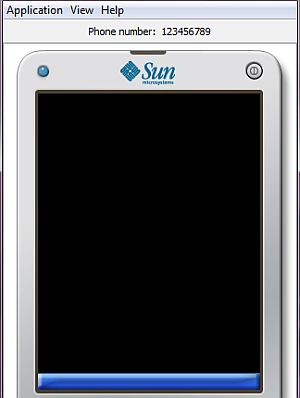 Application View Help
Phone number: 123456789
Sun
microsystems